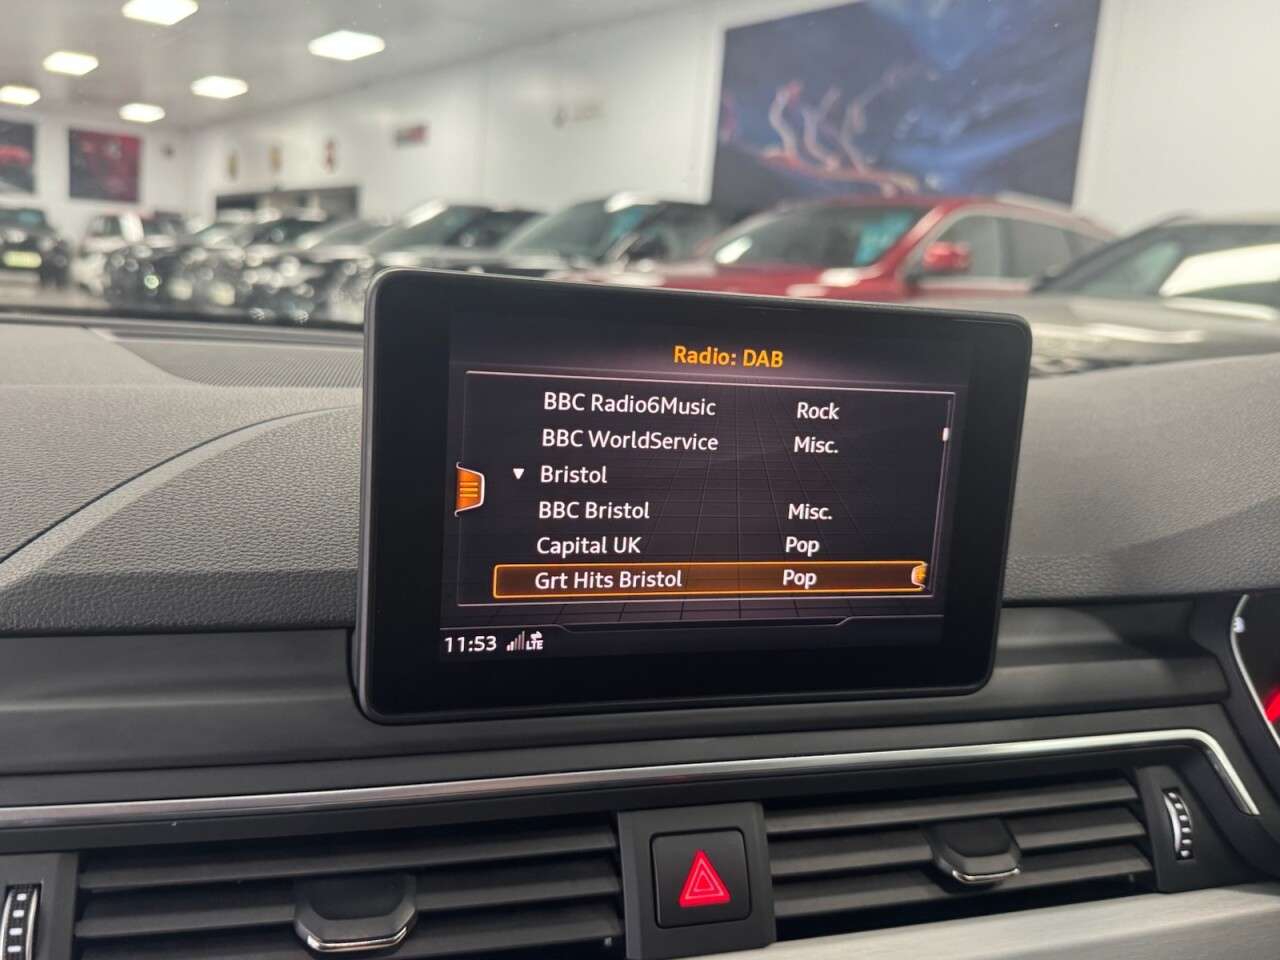 Radio: DAB
BBC Radio6Music Rock
BBC WorldService Misc.
▼ Bristol
BBC Bristol Misc.
Capital UK Pop
Grt Hits Bristol Pop
11:53 LTE